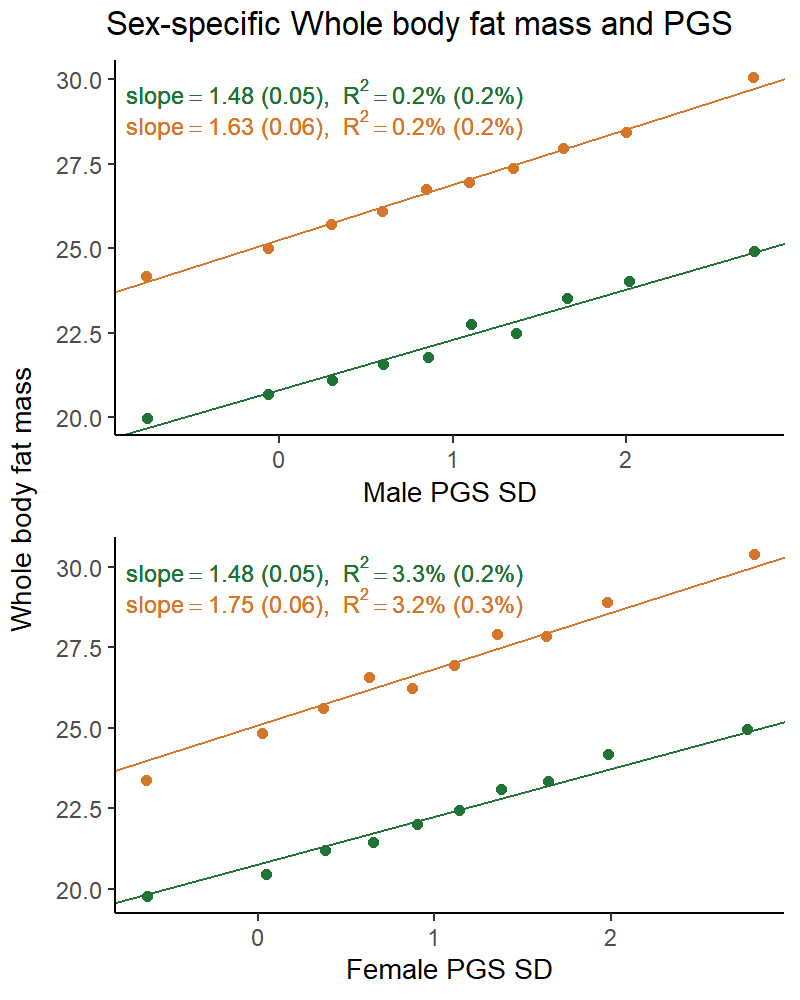 Sex-specific Whole body fat mass and PGS
Whole body fat mass
30.0
27.5
25.0
22.5
20.0
slope = 1.48 (0.05), R² = 0.2% (0.2%)
slope = 1.63 (0.06), R² = 0.2% (0.2%)
0 1 2
Male PGS SD
30.0
27.5
25.0
22.5
20.0
slope = 1.48 (0.05), R² = 3.3% (0.2%)
slope = 1.75 (0.06), R² = 3.2% (0.3%)
0 1 2
Female PGS SD